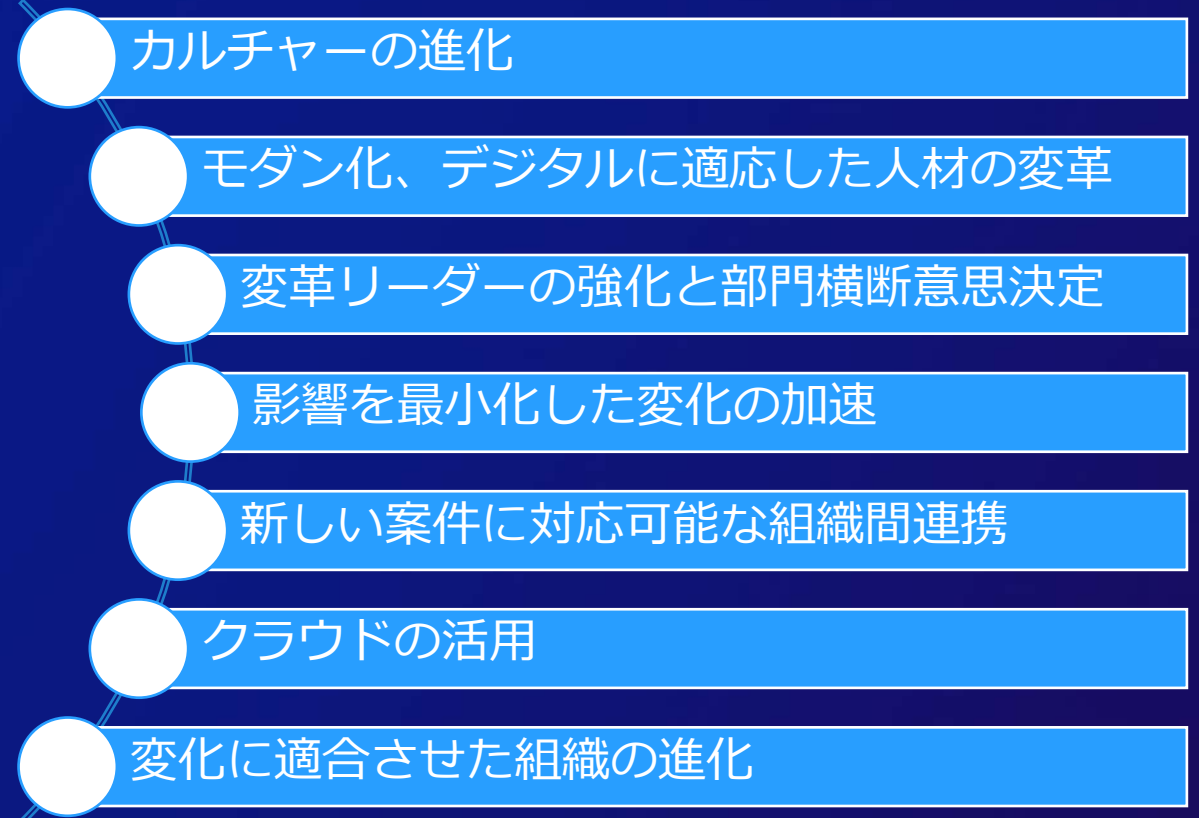 カルチャーの進化
モダン化、デジタルに適応した人材の変革
変革リーダーの強化と部門横断意思決定
影響を最小化した変化の加速
新しい案件に対応可能な組織間連携
クラウドの活用
変化に適合させた組織の進化